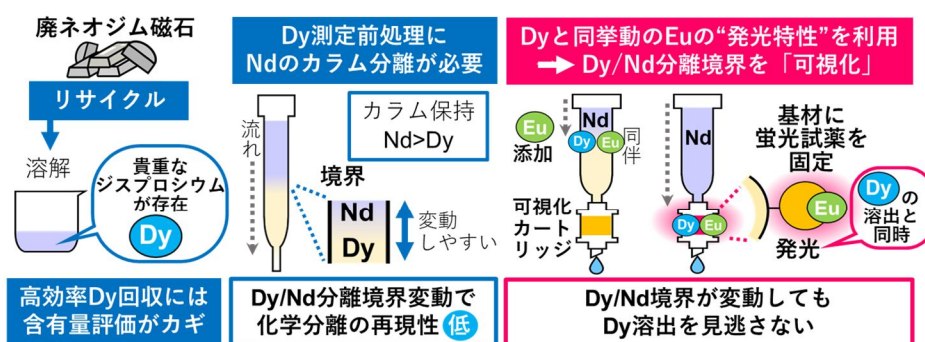 廃ネオジム磁石
リサイクル
溶解
貴重な
ジスプロシウム
が存在
Dy
高効率Dy回収には
含有量評価がカギ
Dy測定前処理に
Ndのカラム分離が必要
流れ
カラム保持
Nd>Dy
境界
Nd
Dy
変動
しやすい
Dy/Nd分離境界変動で
化学分離の再現性 低
Dyと同挙動のEuの“発光特性”を利用
➡ Dy/Nd分離境界を「可視化」
Eu
添加
Nd
Dy
Eu
同伴
可視化
カート
リッジ
Nd
Dy
Eu
基材に
蛍光試薬を
固定
Eu
発光
Dyの
溶出と
同時
Dy/Nd境界が変動しても
Dy溶出を見逃さない